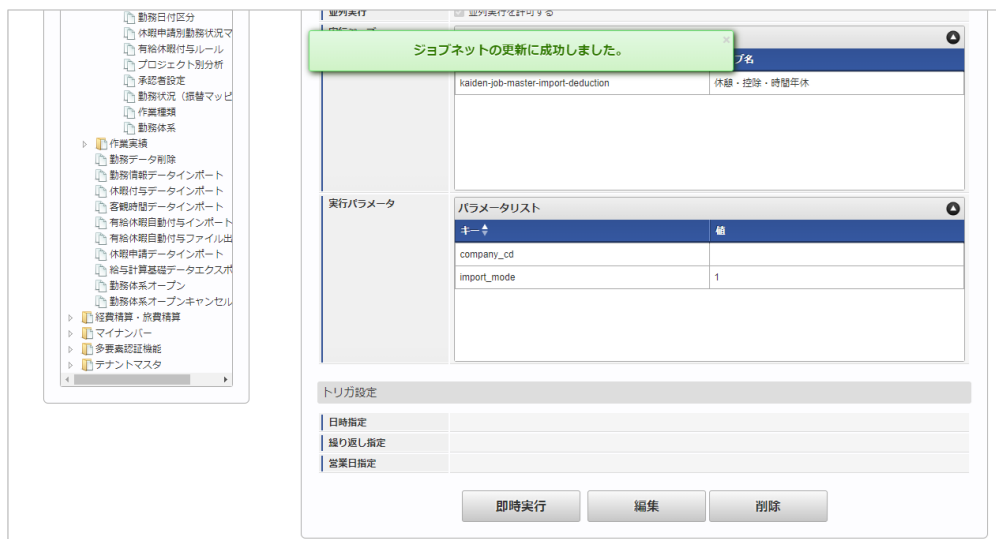 勤務日付区分
休暇申請別勤務状況マ
有給休暇付与ルール
プロジェクト別分析
承認者設定
勤務状況（振替マッピ
作業種類
勤務体系
作業実績
勤務データ削除
勤務情報データインポート
休暇付与データインポート
客観時間データインポート
有給休暇自動付与インポート
有給休暇自動付与ファイル出
休暇申請データインポート
給与計算基礎データエクスポ
勤務体系オープン
勤務体系オープンキャンセル
経費精算・旅費精算
マイナンバー
多要素認証機能
テナントマスタ
並列実行
並列実行を許可する
ジョブネットの更新に成功しました。
ブ名
kaiden-job-master-import-deduction
休憩・控除・時間年休
実行パラメータ
パラメータリスト
キー
値
company_cd
import_mode
1
トリガ設定
日時指定
繰り返し指定
営業日指定
即時実行
編集
削除